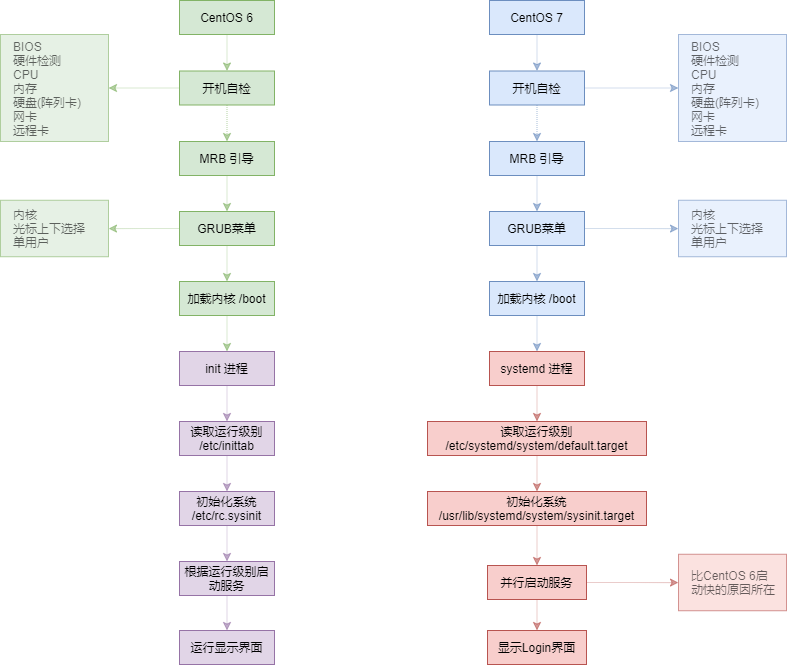 CentOS 6
BIOS
硬件检测
CPU
内存
硬盘(阵列卡)
网卡
远程卡
开机自检
MRB 引导
内核
光标上下选择
单用户
GRUB菜单
加载内核 /boot
init 进程
读取运行级别
/etc/inittab
初始化系统
/etc/rc.sysinit
根据运行级别启
动服务
运行显示界面
CentOS 7
开机自检
BIOS
硬件检测
CPU
内存
硬盘(阵列卡)
网卡
远程卡
MRB 引导
GRUB菜单
内核
光标上下选择
单用户
加载内核 /boot
systemd 进程
读取运行级别
/etc/systemd/system/default.target
初始化系统
/usr/lib/systemd/system/sysinit.target
并行启动服务
比CentOS 6启
动快的原因所在
显示Login界面